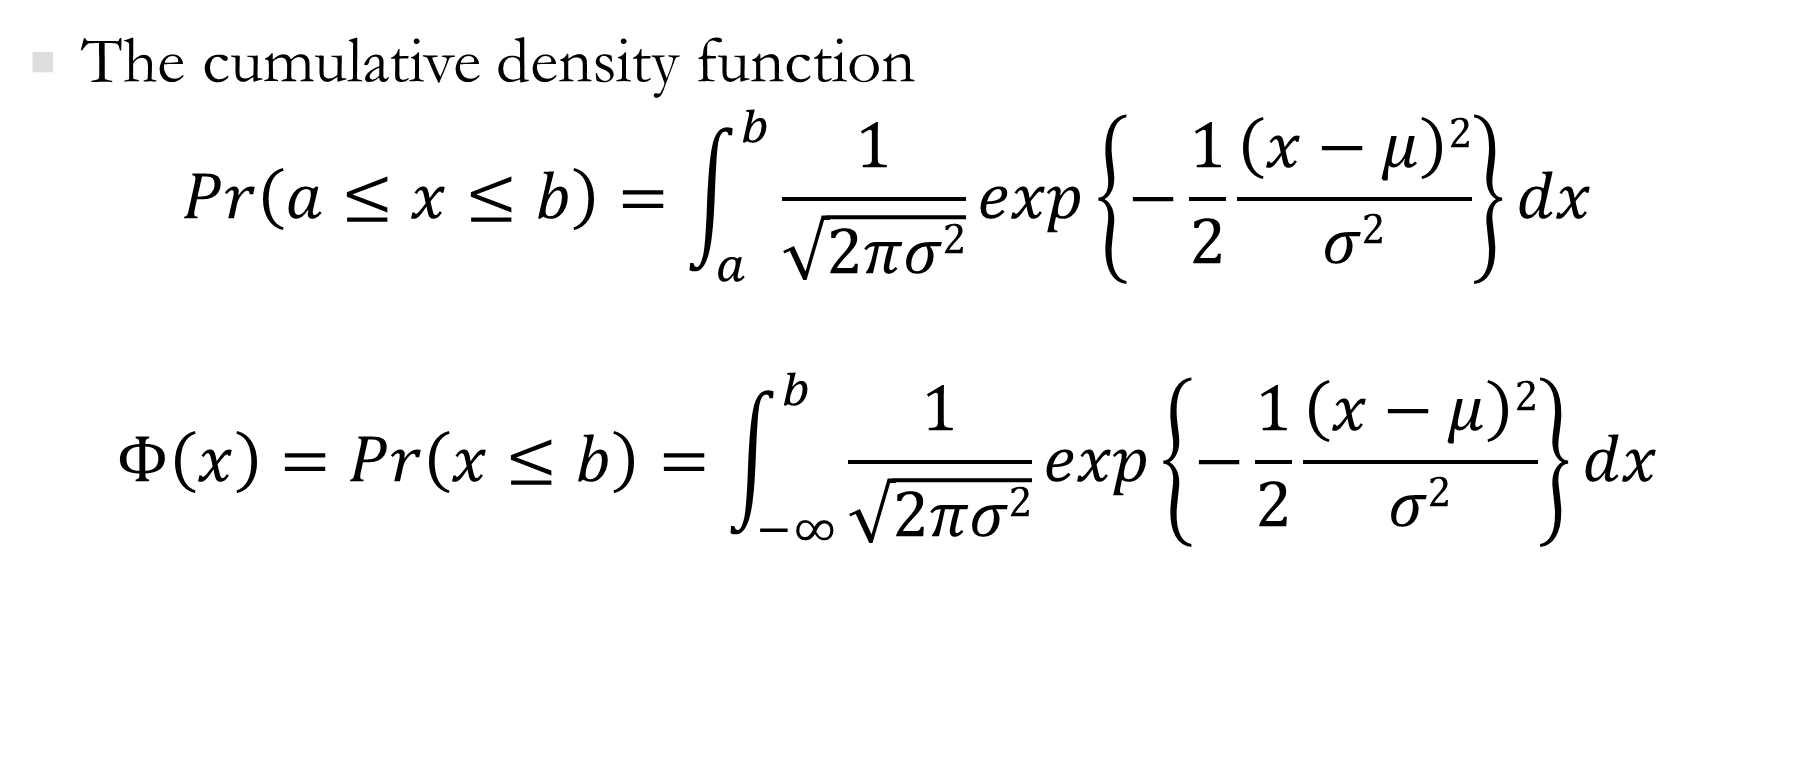 The cumulative density function
Pr(a ≤ x ≤ b) = ∫_a^b 1/√(2πσ²) exp{−1/2 (x − μ)²/σ²} dx
Φ(x) = Pr(x ≤ b) = ∫_{−∞}^b 1/√(2πσ²) exp{−1/2 (x − μ)²/σ²} dx